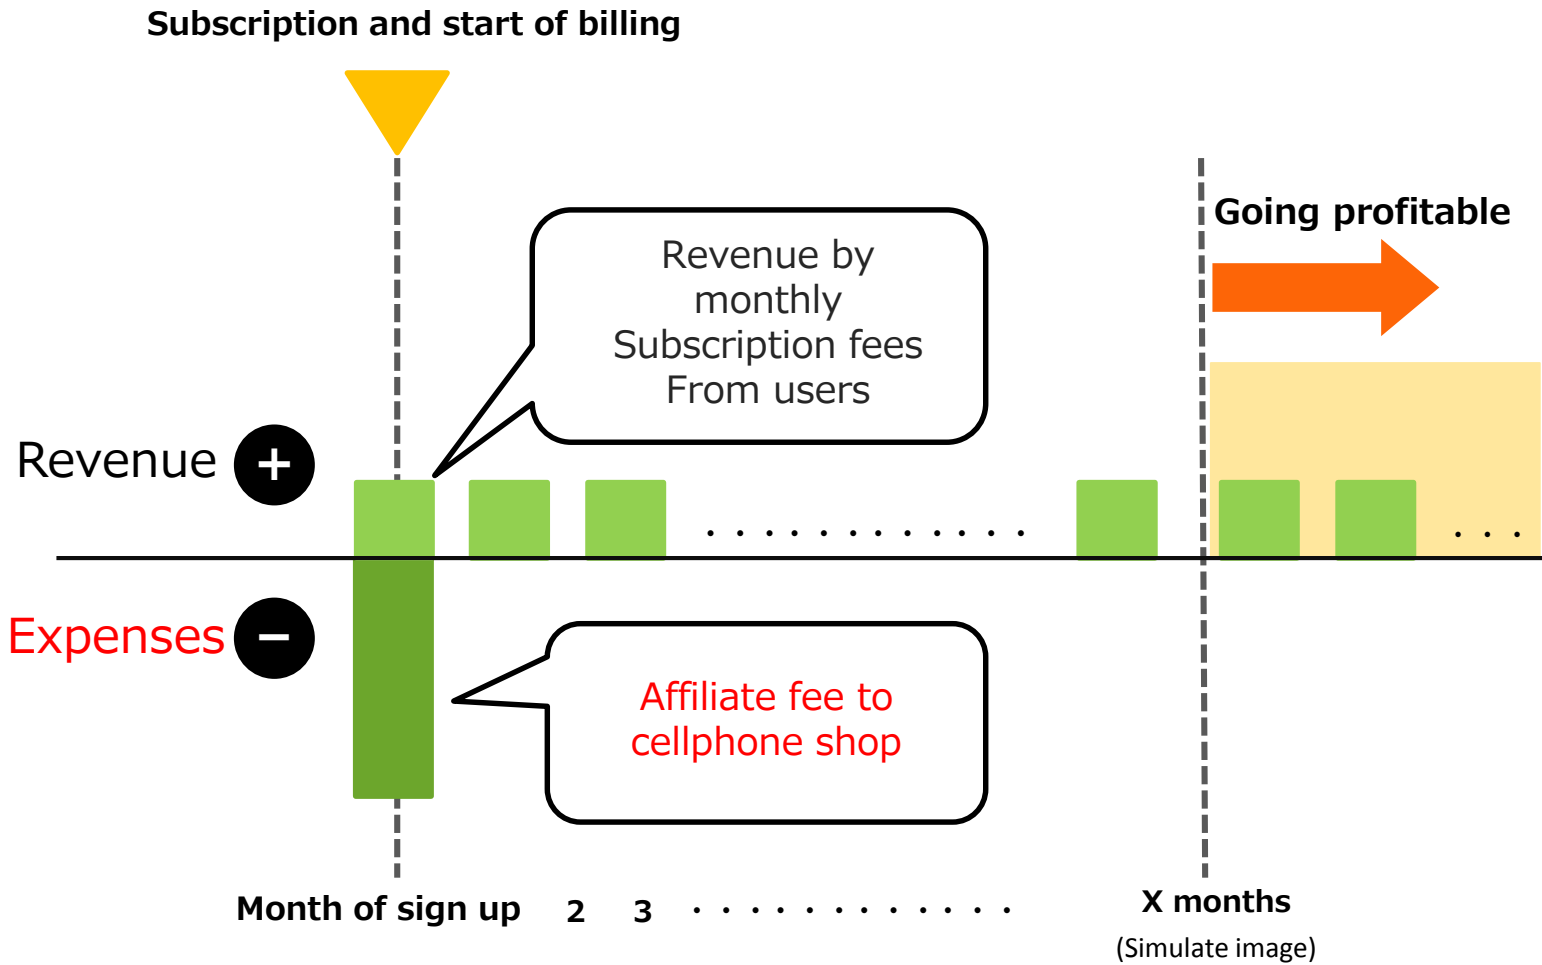 Subscription and start of billing
Going profitable
Revenue by
monthly
Subscription fees
From users
Revenue +
. . . . . . . . . . . .
. . .
Expenses −
Affiliate fee to
cellphone shop
Month of sign up 2 3 . . . . . . . . . . . . X months
(Simulate image)